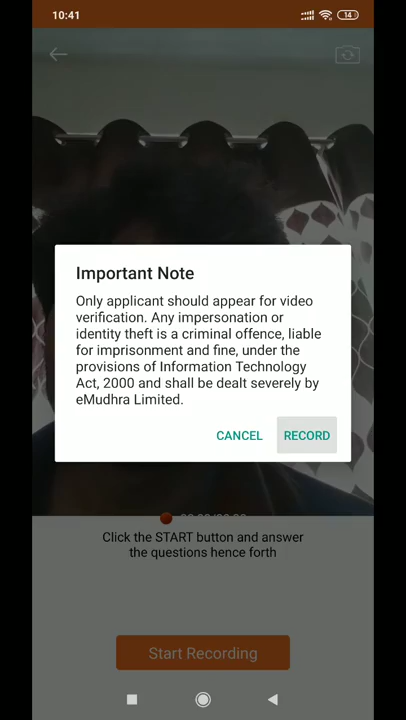 10:41
14
Important Note
Only applicant should appear for video
verification. Any impersonation or
identity theft is a criminal offence, liable
for imprisonment and fine, under the
provisions of Information Technology
Act, 2000 and shall be dealt severely by
eMudhra Limited.
CANCEL RECORD
Click the START button and answer
the questions hence forth
Start Recording